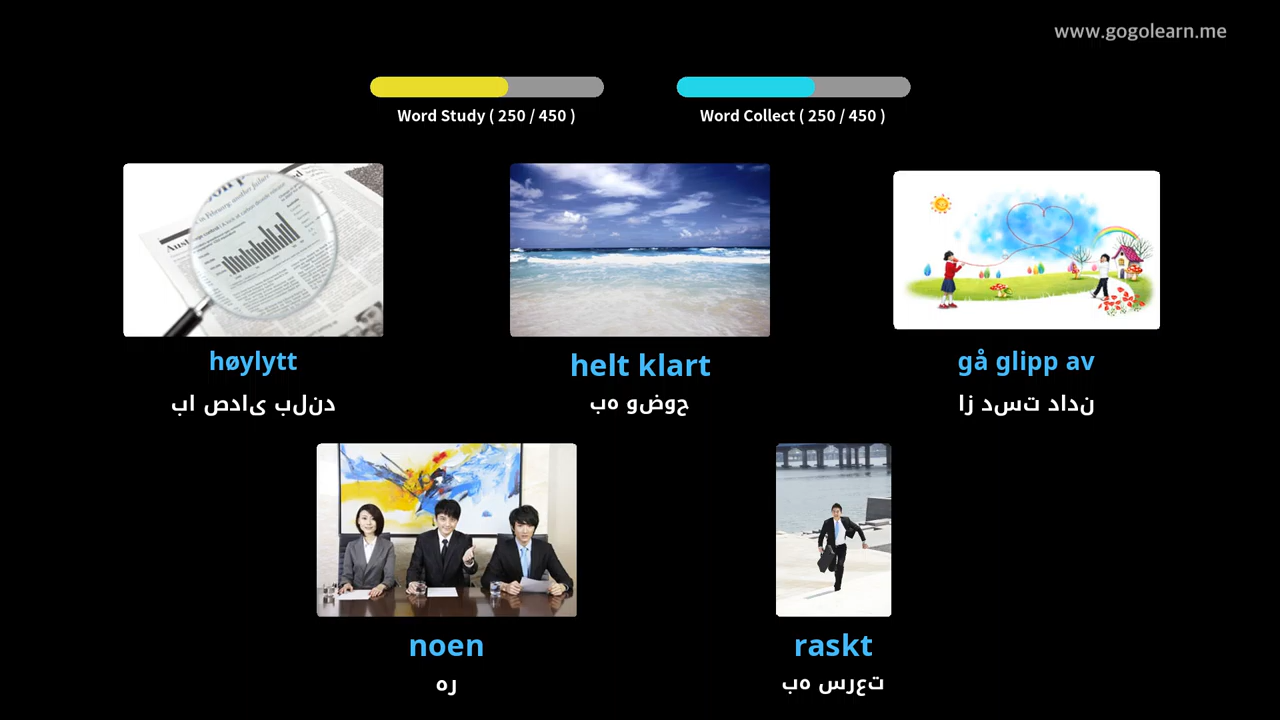 www.gogolearn.me
Word Study ( 250 / 450 )
Word Collect ( 250 / 450 )
høylytt
با صدای بلند
helt klart
به وضوح
gå glipp av
از دست دادن
noen
هر
raskt
به سرعت